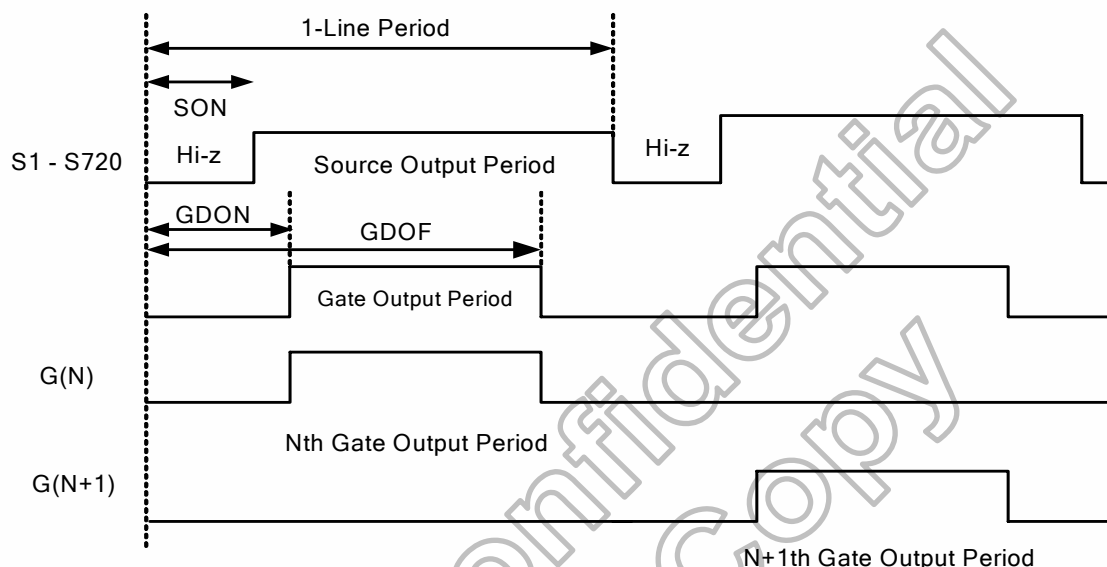 1-Line Period
SON
S1 - S720
Hi-z
Source Output Period
Hi-z
GDON
GDOF
Gate Output Period
G(N)
Nth Gate Output Period
G(N+1)
N+1th Gate Output Period
onfidential
Copy